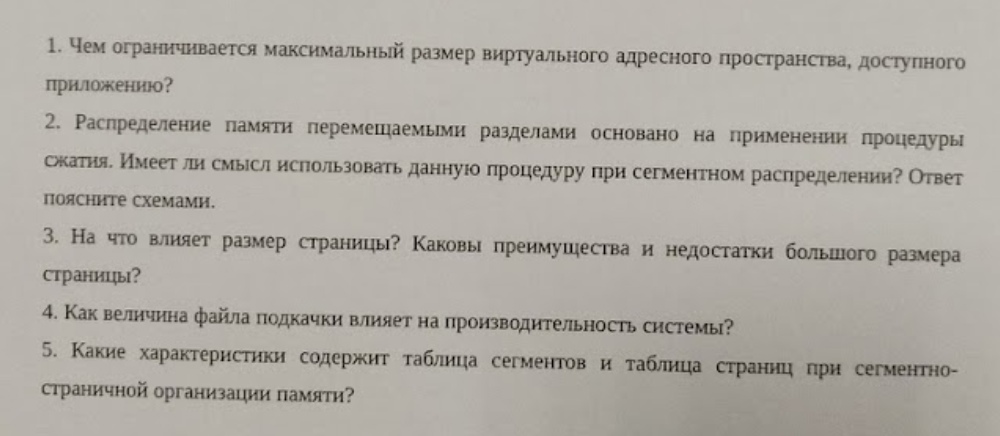 1. Чем ограничивается максимальный размер виртуального адресного пространства, доступного
приложению?
2. Распределение памяти перемещаемыми разделами основано на применении процедуры
сжатия. Имеет ли смысл использовать данную процедуру при сегментном распределении? Ответ
поясните схемами.
3. На что влияет размер страницы? Каковы преимущества и недостатки большого размера
страницы?
4. Как величина файла подкачки влияет на производительность системы?
5. Какие характеристики содержит таблица сегментов и таблица страниц при сегментно-
страничной организации памяти?